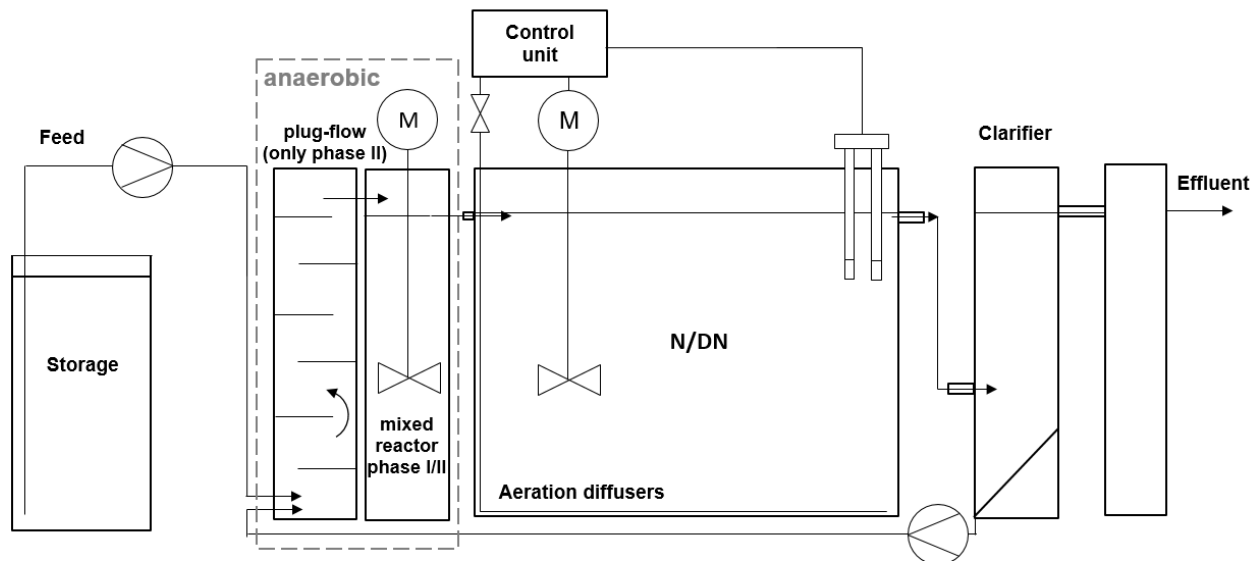 Control
unit
anaerobic
M
M
Feed
plug-flow
(only phase II)
Clarifier
Effluent
Storage
N/DN
mixed
reactor
phase I/II
Aeration diffusers